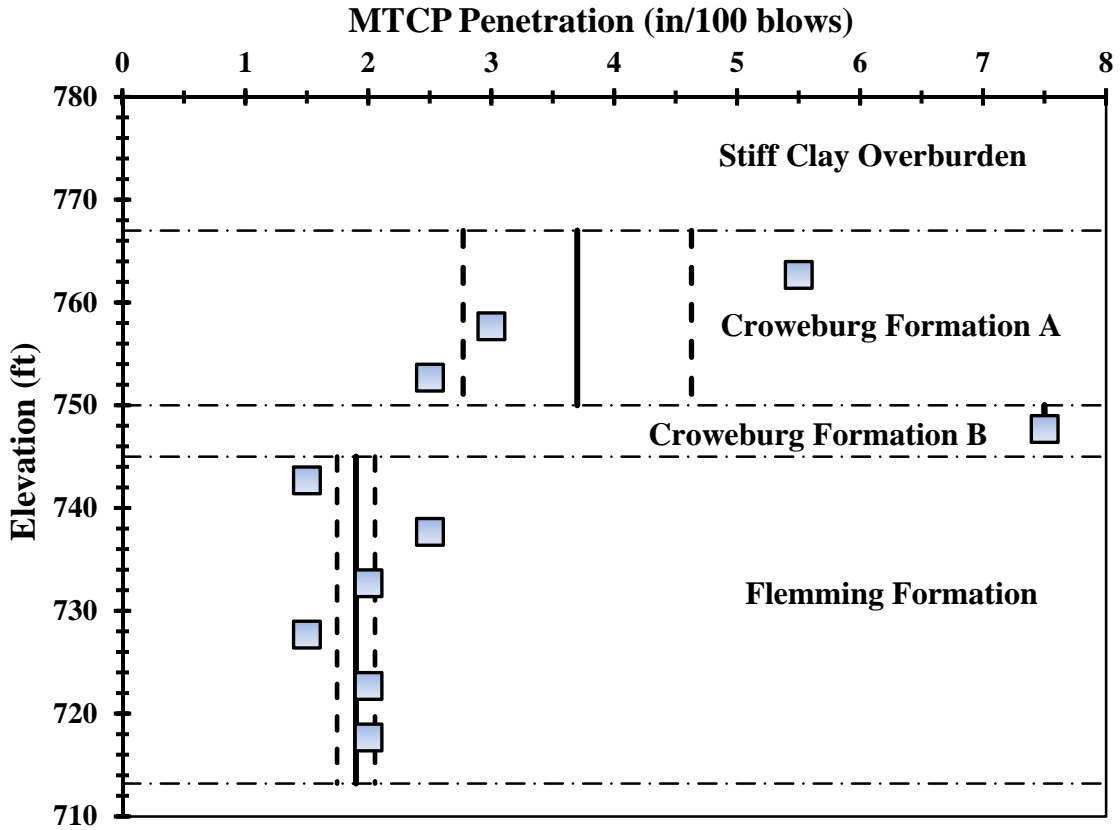 MTCP Penetration (in/100 blows)
0 1 2 3 4 5 6 7 8
780
770
760
750
740
730
720
710
Elevation (ft)
Stiff Clay Overburden
Croweburg Formation A
Croweburg Formation B
Flemming Formation